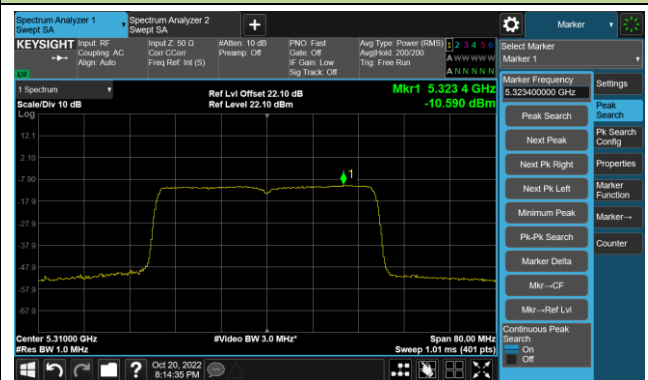 Spectrum Analyzer 1
Swept SA
Spectrum Analyzer 2
Swept SA
+
Marker
KEYSIGHT
Input: RF
Coupling: AC
Align: Auto
Input Z: 50 Ω
Corr CCorr
Freq Ref: Int (S)
#Atten: 10 dB
Preamp: Off
PNO: Fast
Gate: Off
IF Gain: Low
Sig Track: Off
Avg Type: Power (RMS)
Avg|Hold: 200/200
Trig: Free Run
1 2 3 4 5 6
A W W W W W
A N N N N N
Select Marker
Marker 1
1 Spectrum
Scale/Div 10 dB
Log
Ref Lvl Offset 22.10 dB
Ref Level 22.10 dBm
Mkr1 5.323 4 GHz
-10.590 dBm
12.1
2.10
-7.90
-17.9
-27.9
-37.9
-47.9
-57.9
-67.9
1
Center 5.31000 GHz
#Res BW 1.0 MHz
#Video BW 3.0 MHz*
Span 80.00 MHz
Sweep 1.01 ms (401 pts)
Marker Frequency
5.323400000 GHz
Peak Search
Next Peak
Next Pk Right
Next Pk Left
Minimum Peak
Pk-Pk Search
Marker Delta
Mkr→CF
Mkr→Ref Lvl
Continuous Peak
Search
On
Off
Settings
Peak
Search
Pk Search
Config
Properties
Marker
Function
Marker→
Counter
?
Oct 20, 2022
8:14:35 PM